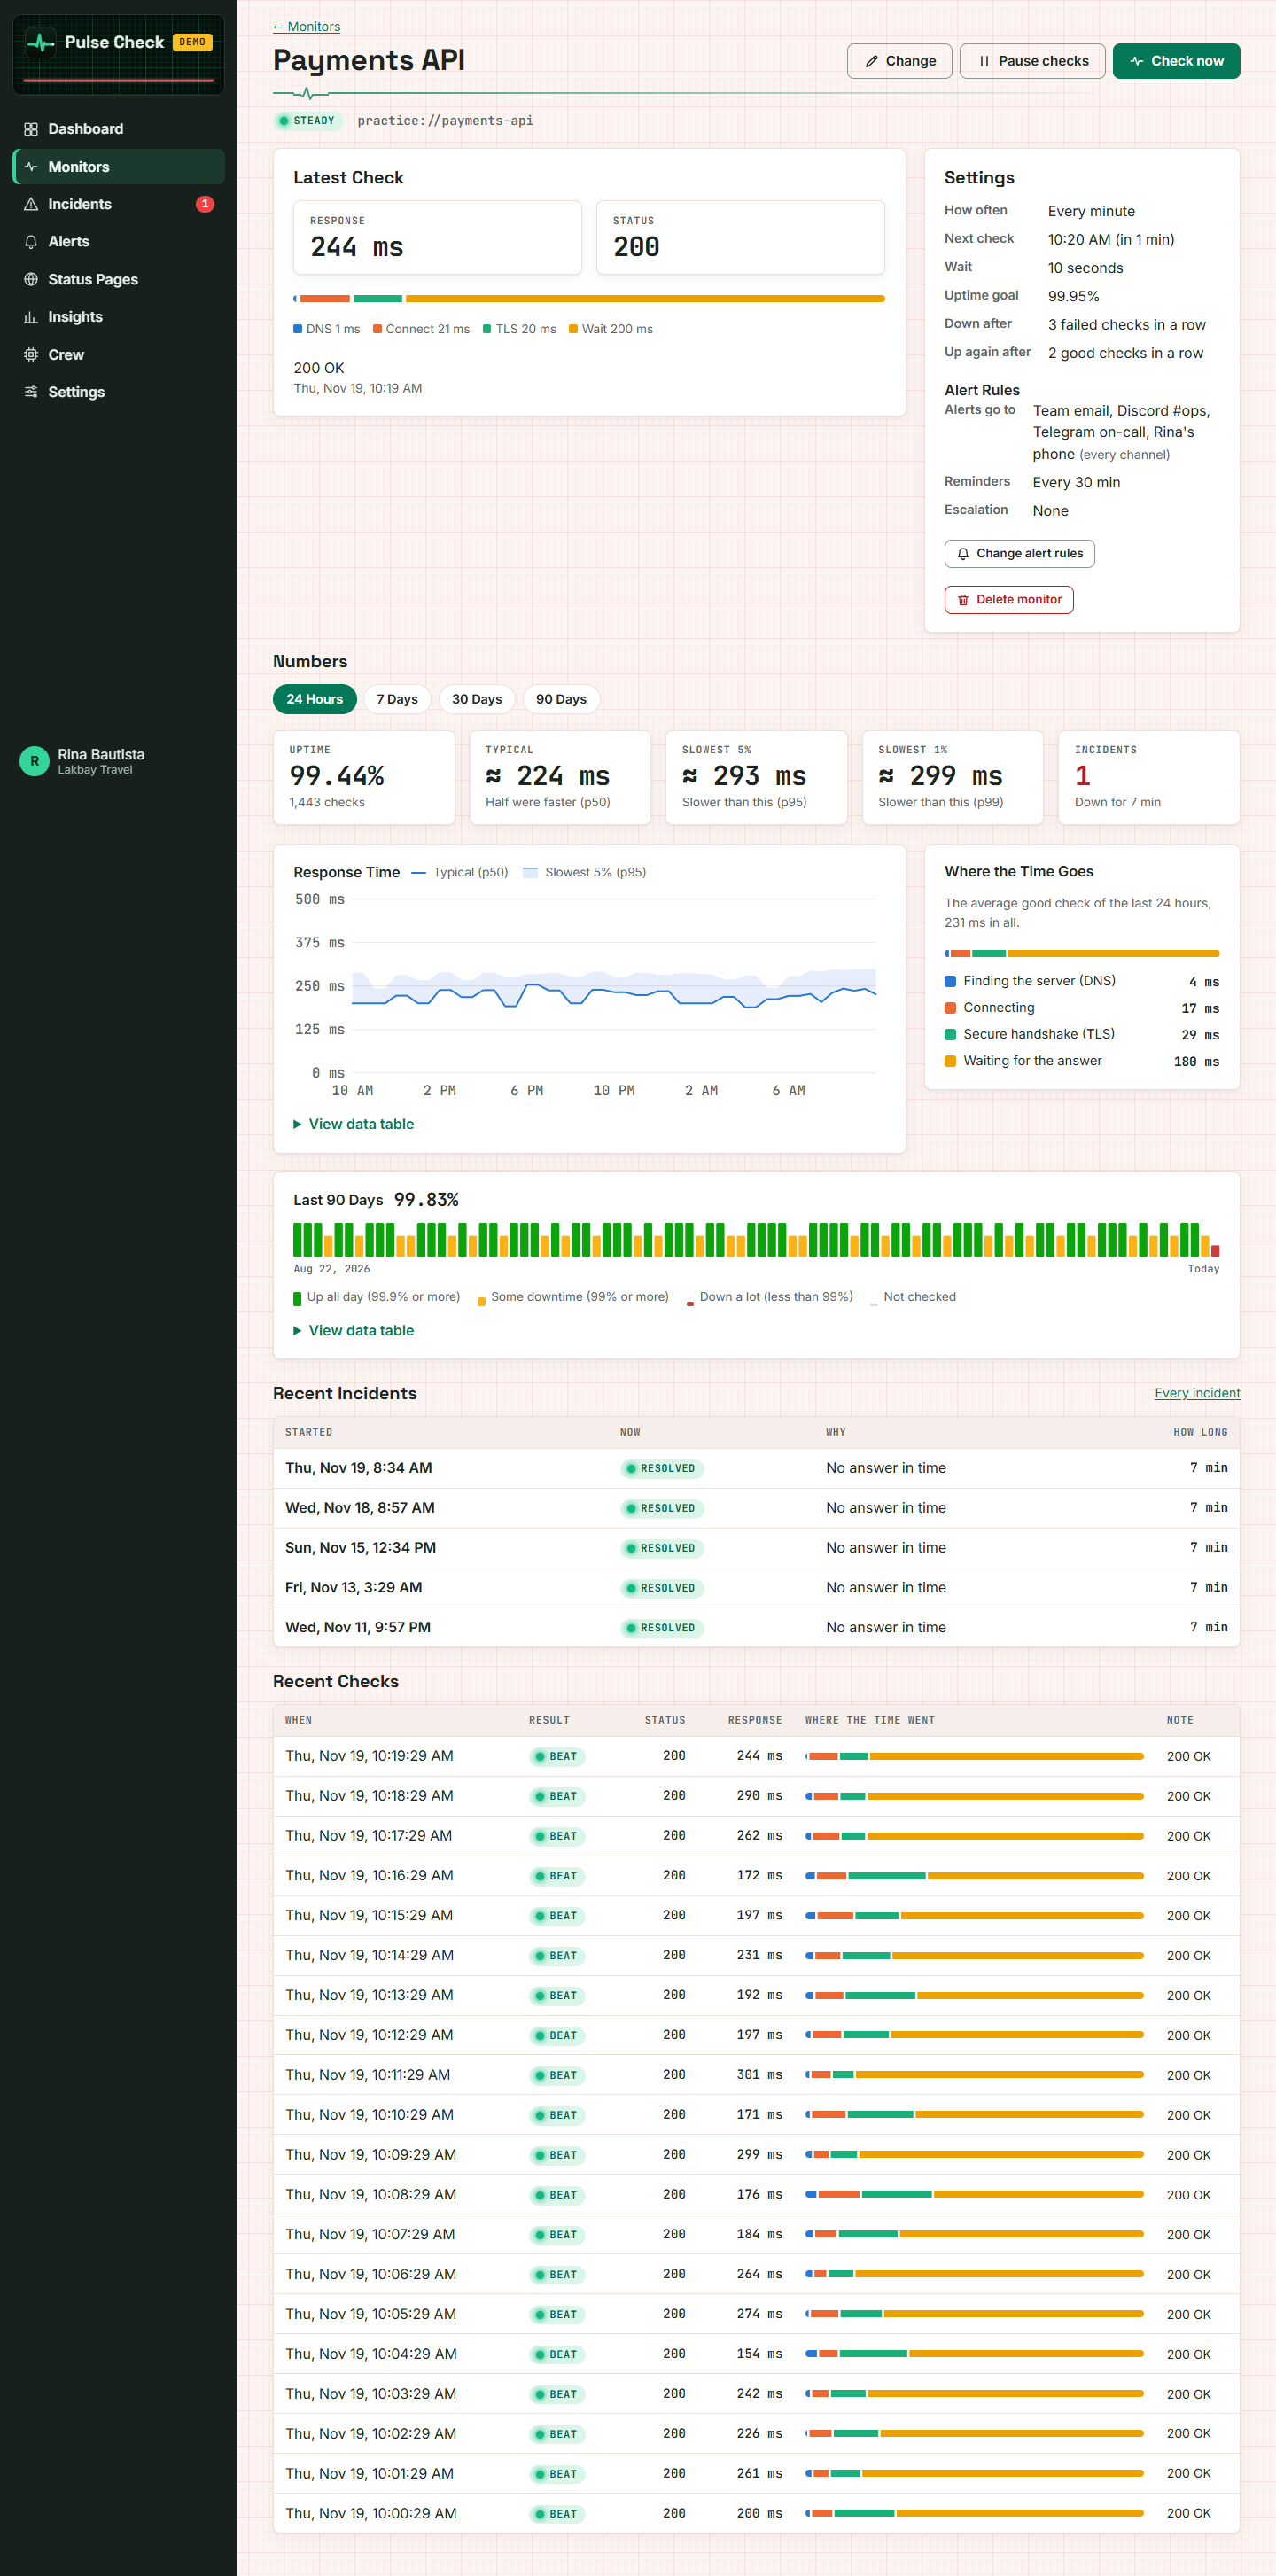 Pulse Check DEMO
Dashboard
Monitors
Incidents 1
Alerts
Status Pages
Insights
Crew
Settings
Rina Bautista
Lakbay Travel
← Monitors
Payments API
Change
Pause checks
Check now
STEADY practice://payments-api
Latest Check
RESPONSE
244 ms
STATUS
200
DNS 1 ms Connect 21 ms TLS 20 ms Wait 200 ms
200 OK
Thu, Nov 19, 10:19 AM
Settings
How often Every minute
Next check 10:20 AM (in 1 min)
Wait 10 seconds
Uptime goal 99.95%
Down after 3 failed checks in a row
Up again after 2 good checks in a row
Alert Rules
Alerts go to Team email, Discord #ops,
Telegram on-call, Rina's
phone (every channel)
Reminders Every 30 min
Escalation None
Change alert rules
Delete monitor
Numbers
24 Hours 7 Days 30 Days 90 Days
UPTIME
99.44%
1,443 checks
TYPICAL
≈ 224 ms
Half were faster (p50)
SLOWEST 5%
≈ 293 ms
Slower than this (p95)
SLOWEST 1%
≈ 299 ms
Slower than this (p99)
INCIDENTS
1
Down for 7 min
Response Time Typical (p50) Slowest 5% (p95)
500 ms
375 ms
250 ms
125 ms
0 ms
10 AM 2 PM 6 PM 10 PM 2 AM 6 AM
View data table
Where the Time Goes
The average good check of the last 24 hours,
231 ms in all.
Finding the server (DNS) 4 ms
Connecting 17 ms
Secure handshake (TLS) 29 ms
Waiting for the answer 180 ms
Last 90 Days 99.83%
Aug 22, 2026 Today
Up all day (99.9% or more) Some downtime (99% or more) Down a lot (less than 99%) Not checked
View data table
Recent Incidents Every incident
STARTED NOW WHY HOW LONG
Thu, Nov 19, 8:34 AM RESOLVED No answer in time 7 min
Wed, Nov 18, 8:57 AM RESOLVED No answer in time 7 min
Sun, Nov 15, 12:34 PM RESOLVED No answer in time 7 min
Fri, Nov 13, 3:29 AM RESOLVED No answer in time 7 min
Wed, Nov 11, 9:57 PM RESOLVED No answer in time 7 min
Recent Checks
WHEN RESULT STATUS RESPONSE WHERE THE TIME WENT NOTE
Thu, Nov 19, 10:19:29 AM BEAT 200 244 ms 200 OK
Thu, Nov 19, 10:18:29 AM BEAT 200 290 ms 200 OK
Thu, Nov 19, 10:17:29 AM BEAT 200 262 ms 200 OK
Thu, Nov 19, 10:16:29 AM BEAT 200 172 ms 200 OK
Thu, Nov 19, 10:15:29 AM BEAT 200 197 ms 200 OK
Thu, Nov 19, 10:14:29 AM BEAT 200 231 ms 200 OK
Thu, Nov 19, 10:13:29 AM BEAT 200 192 ms 200 OK
Thu, Nov 19, 10:12:29 AM BEAT 200 197 ms 200 OK
Thu, Nov 19, 10:11:29 AM BEAT 200 301 ms 200 OK
Thu, Nov 19, 10:10:29 AM BEAT 200 171 ms 200 OK
Thu, Nov 19, 10:09:29 AM BEAT 200 299 ms 200 OK
Thu, Nov 19, 10:08:29 AM BEAT 200 176 ms 200 OK
Thu, Nov 19, 10:07:29 AM BEAT 200 184 ms 200 OK
Thu, Nov 19, 10:06:29 AM BEAT 200 264 ms 200 OK
Thu, Nov 19, 10:05:29 AM BEAT 200 274 ms 200 OK
Thu, Nov 19, 10:04:29 AM BEAT 200 154 ms 200 OK
Thu, Nov 19, 10:03:29 AM BEAT 200 242 ms 200 OK
Thu, Nov 19, 10:02:29 AM BEAT 200 226 ms 200 OK
Thu, Nov 19, 10:01:29 AM BEAT 200 261 ms 200 OK
Thu, Nov 19, 10:00:29 AM BEAT 200 200 ms 200 OK